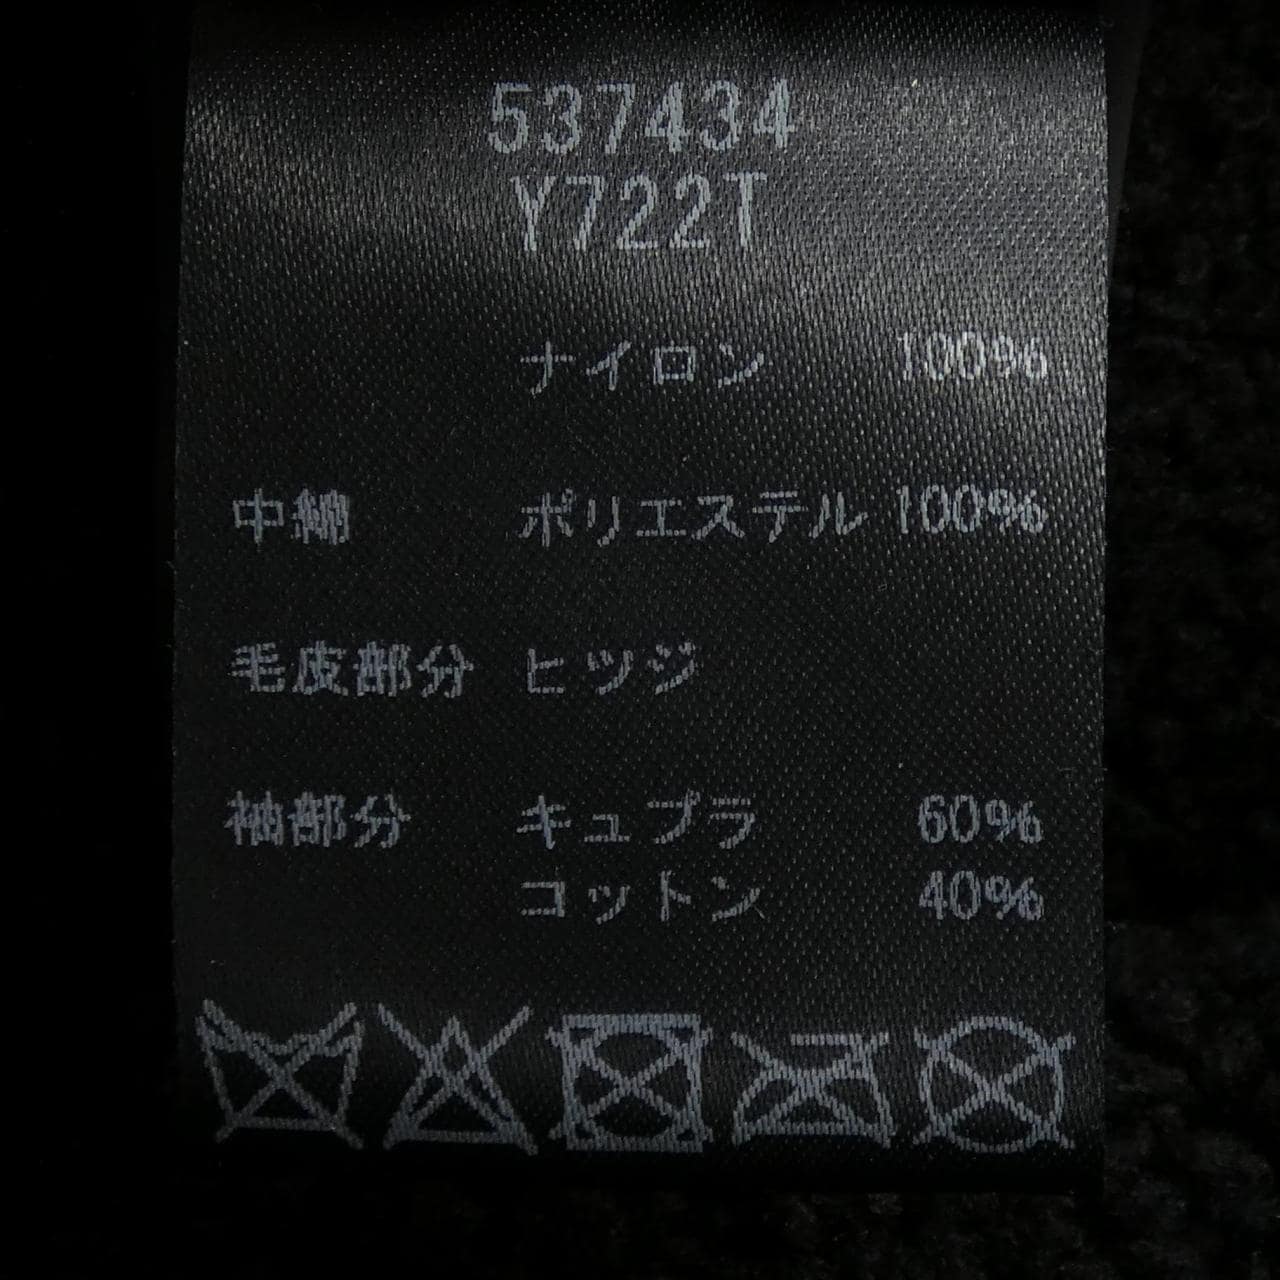 537434
Y722T
ナイロン 100%
中綿 ポリエステル 100%
毛皮部分 ヒツジ
袖部分 キュプラ 60%
コットン 40%